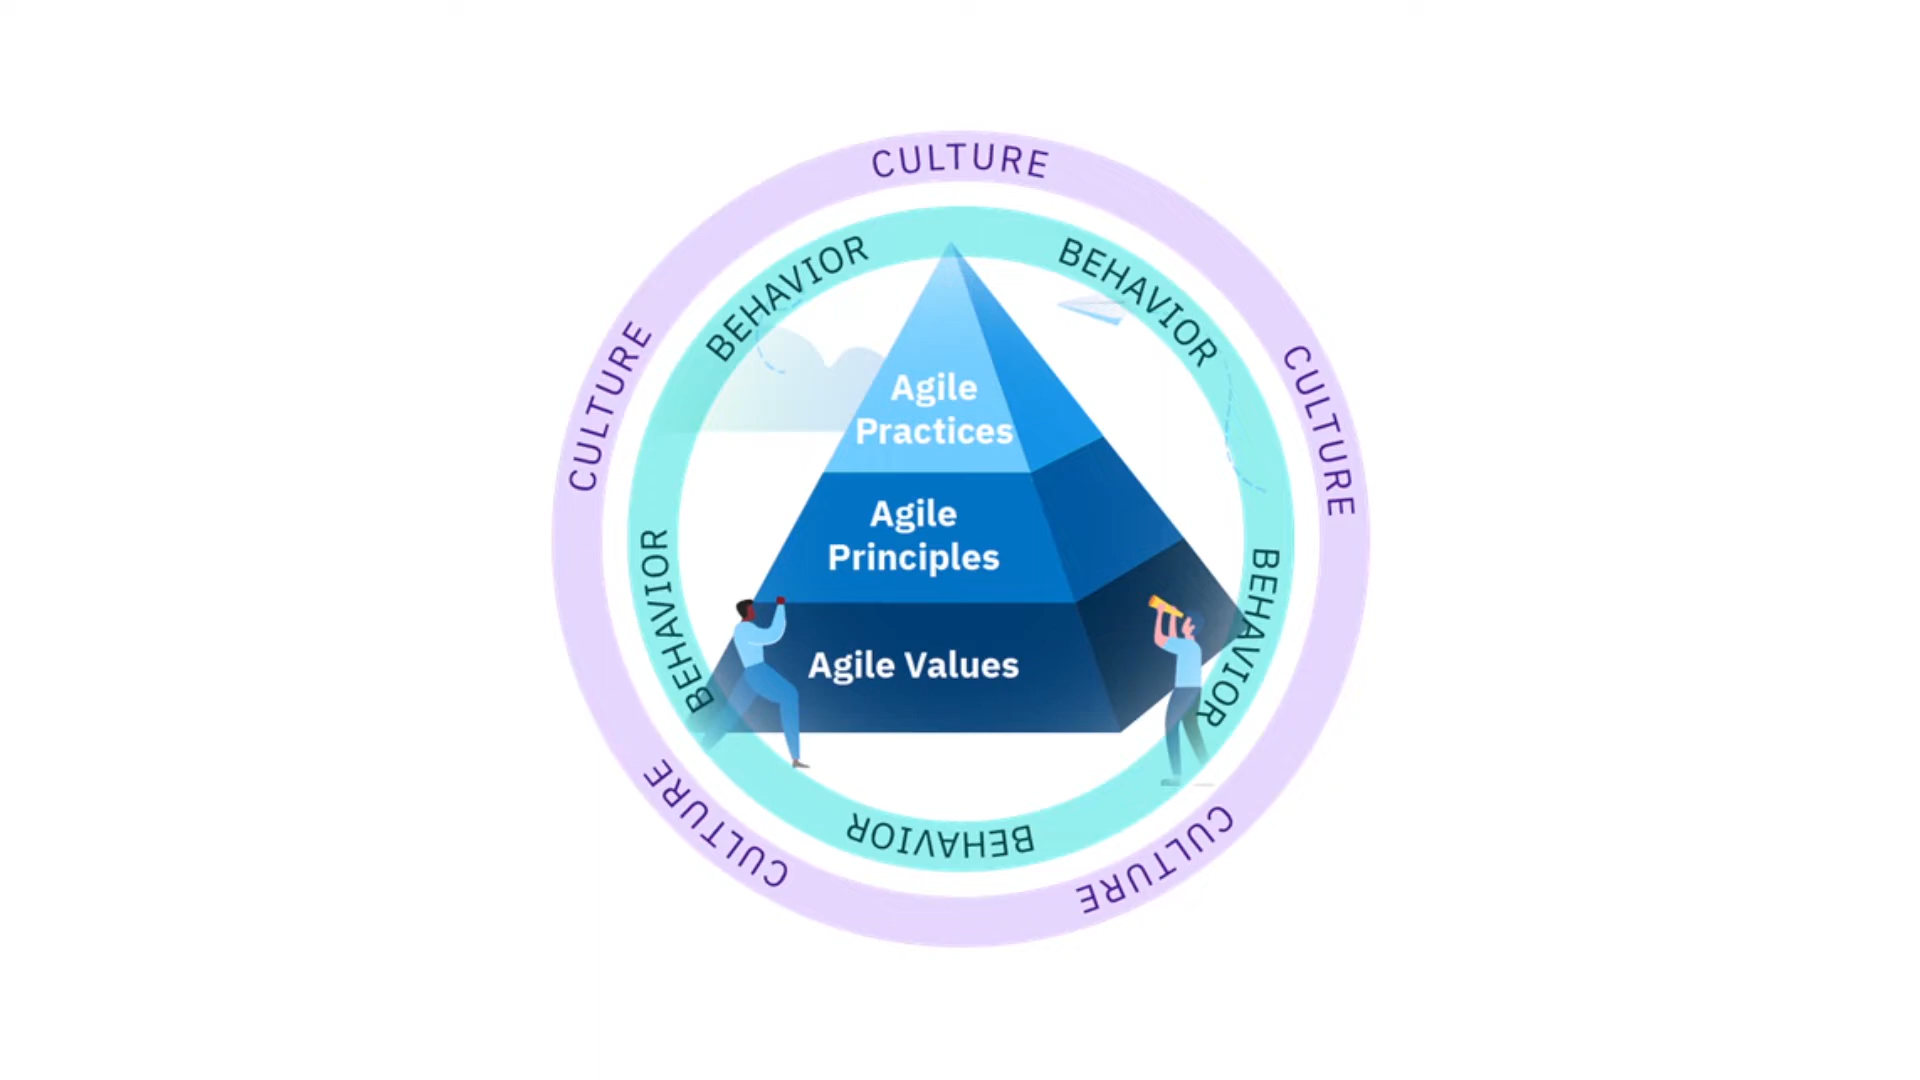 CULTURE
BEHAVIOR
BEHAVIOR
CULTURE
CULTURE
Agile
Practices
Agile
Principles
BEHAVIOR
BEHAVIOR
Agile Values
CULTURE
CULTURE
BEHAVIOR